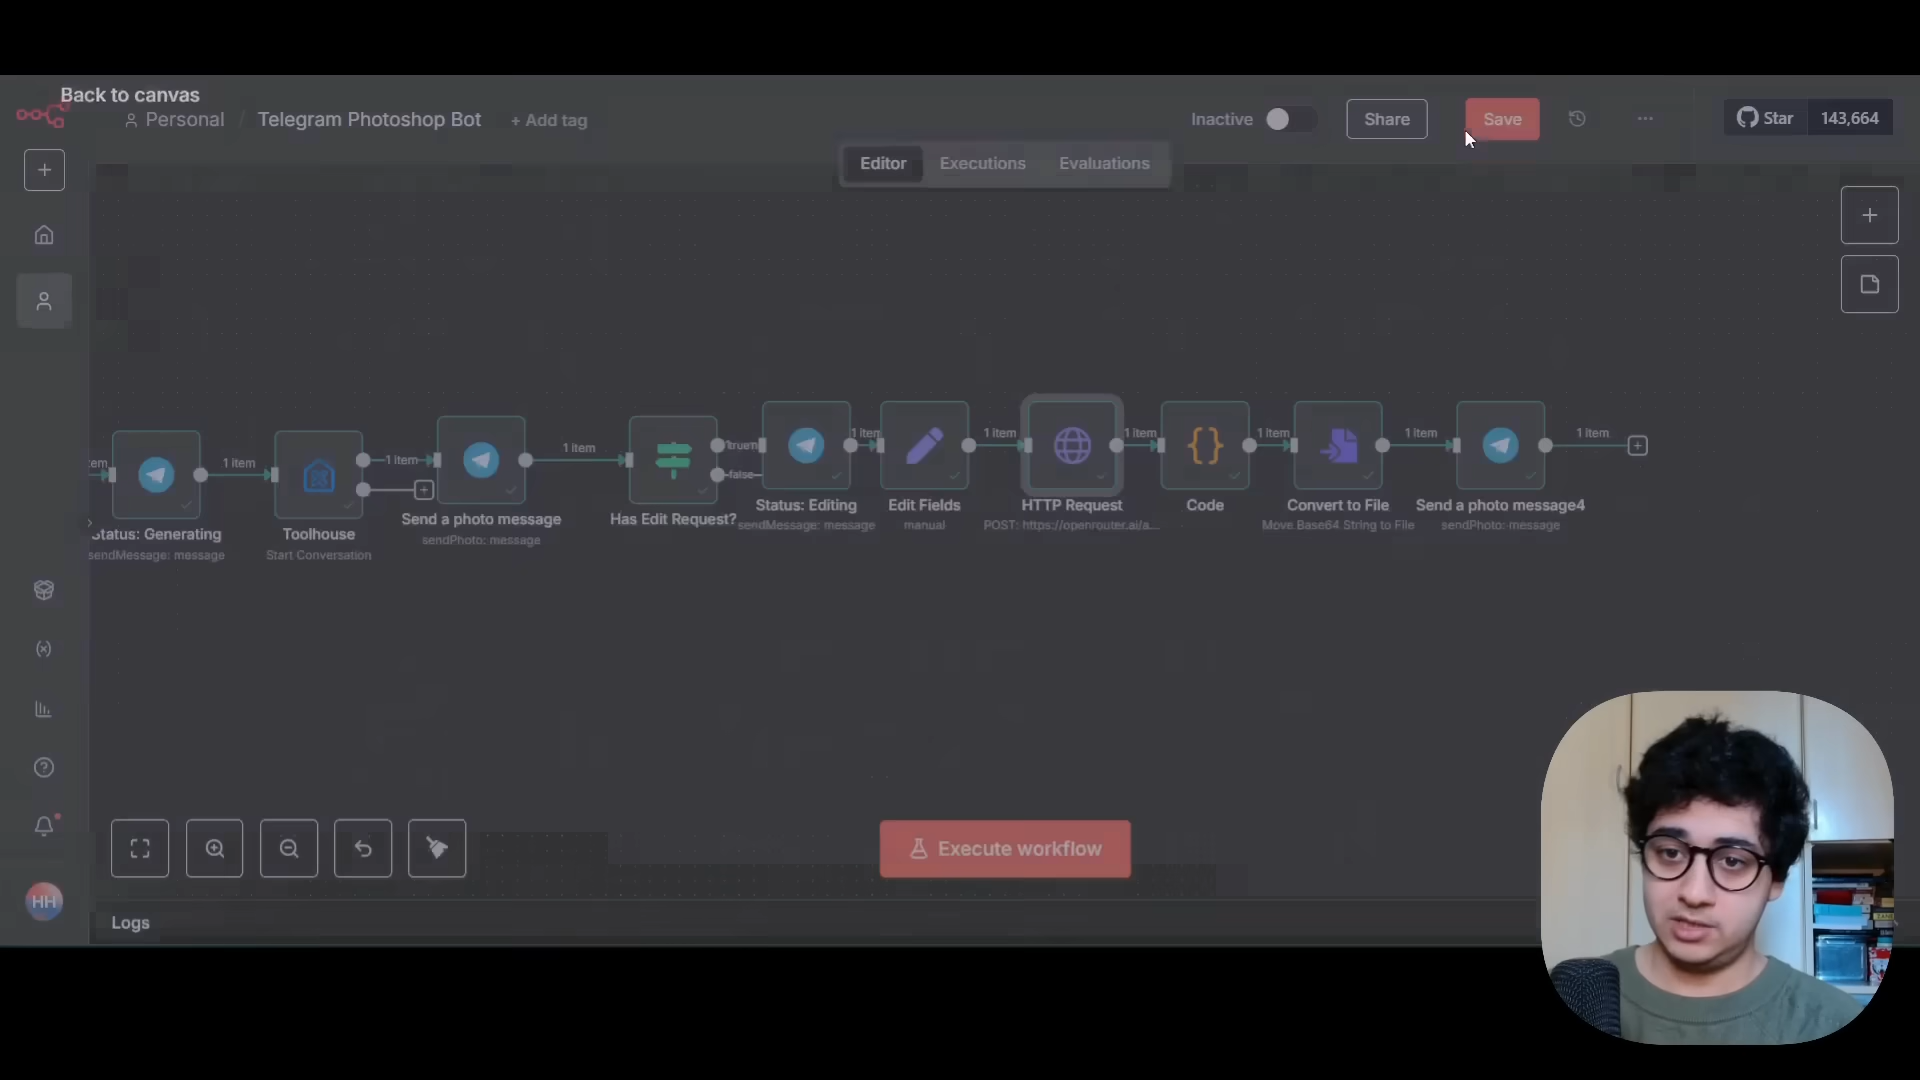 Back to canvas
Personal / Telegram Photoshop Bot + Add tag
Inactive
Share
Save
Star 143,664
Editor Executions Evaluations
1 item
1 item
1 item
true
false
1 item
1 item
1 item
1 item
1 item
1 item
Status: Generating
sendMessage: message
Toolhouse
Start Conversation
Send a photo message
sendPhoto: message
Has Edit Request?
Status: Editing
sendMessage: message
Edit Fields
manual
HTTP Request
POST: https://openrouter.ai/a...
Code
Convert to File
Move Base64 String to File
Send a photo message4
sendPhoto: message
Execute workflow
HH
Logs